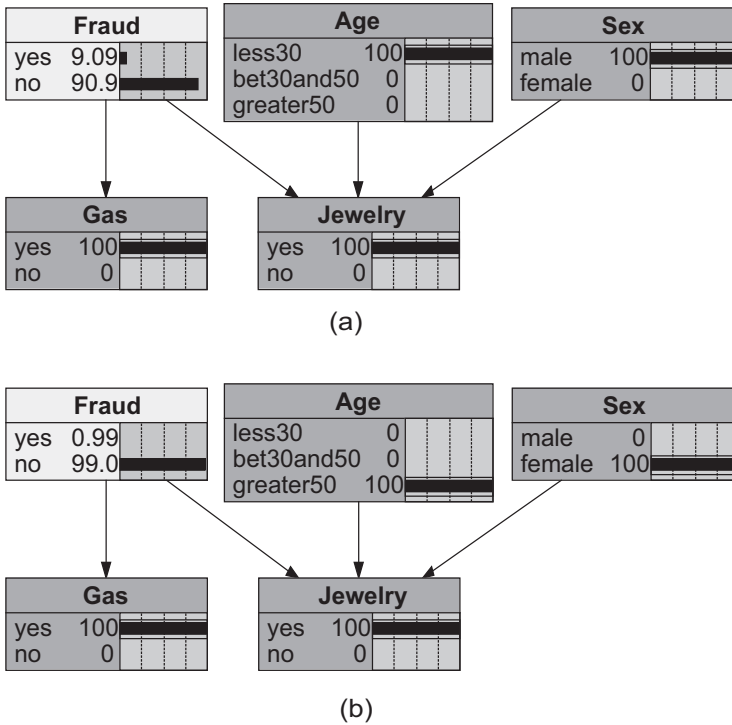 Fraud
yes 9.09
no 90.9
Age
less30 100
bet30and50 0
greater50 0
Sex
male 100
female 0
Gas
yes 100
no 0
Jewelry
yes 100
no 0
(a)
Fraud
yes 0.99
no 99.0
Age
less30 0
bet30and50 0
greater50 100
Sex
male 0
female 100
Gas
yes 100
no 0
Jewelry
yes 100
no 0
(b)